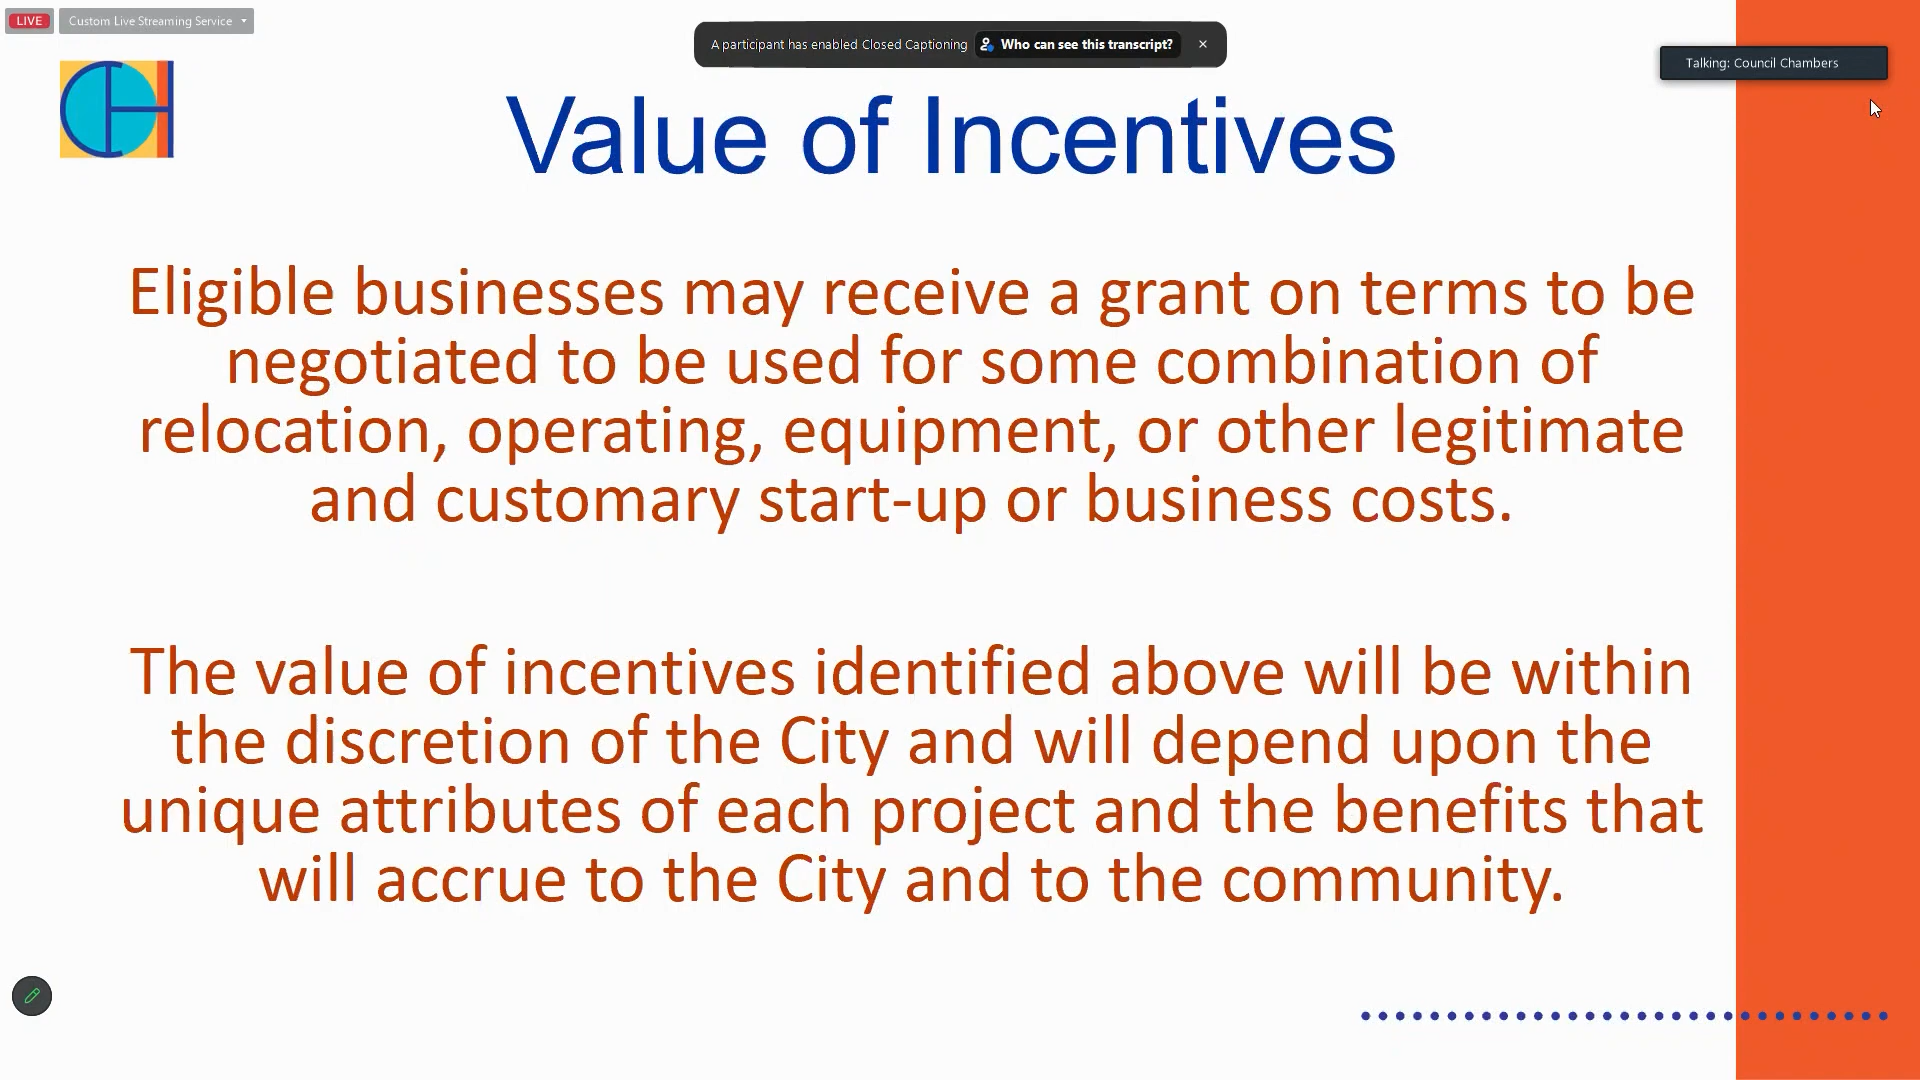 LIVE
Custom Live Streaming Service
A participant has enabled Closed Captioning Who can see this transcript?
Talking: Council Chambers
CH
Value of Incentives
Eligible businesses may receive a grant on terms to be
negotiated to be used for some combination of
relocation, operating, equipment, or other legitimate
and customary start-up or business costs.
The value of incentives identified above will be within
the discretion of the City and will depend upon the
unique attributes of each project and the benefits that
will accrue to the City and to the community.